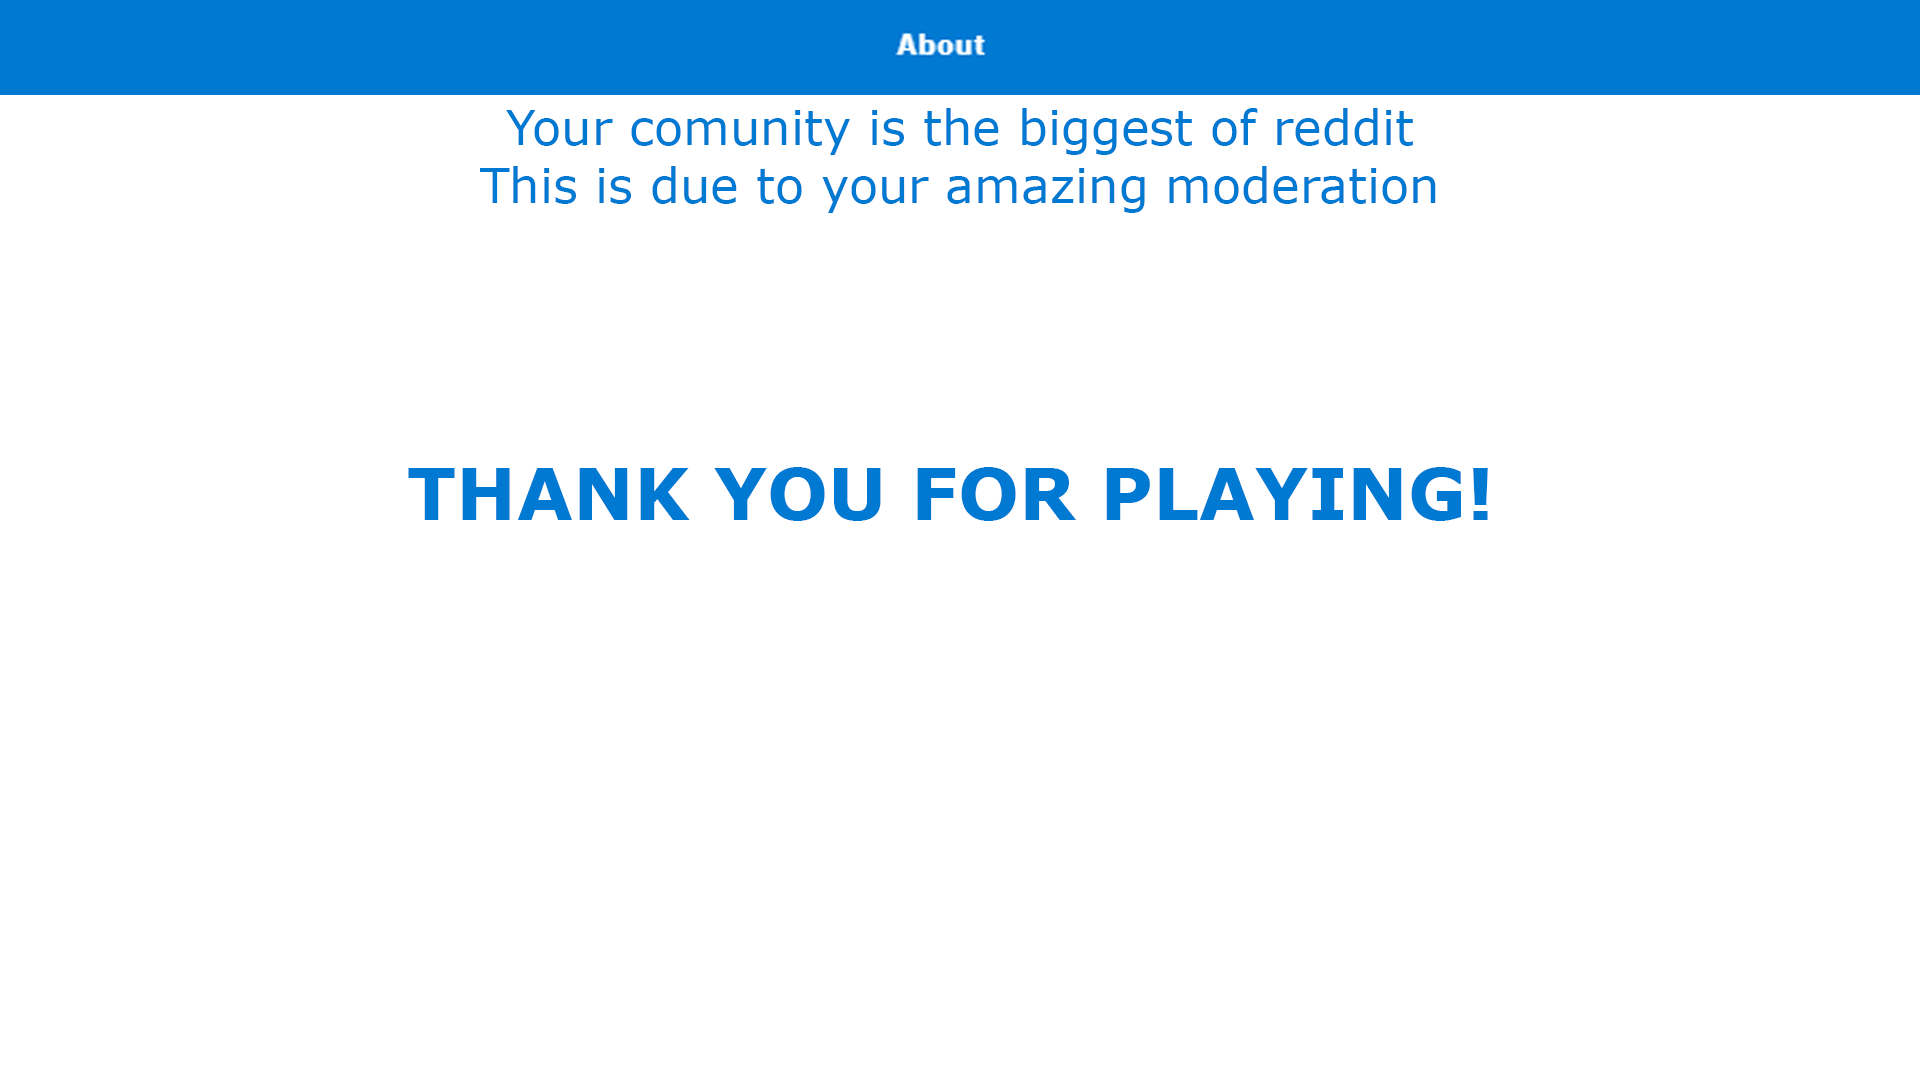 About
Your comunity is the biggest of reddit
This is due to your amazing moderation
THANK YOU FOR PLAYING!